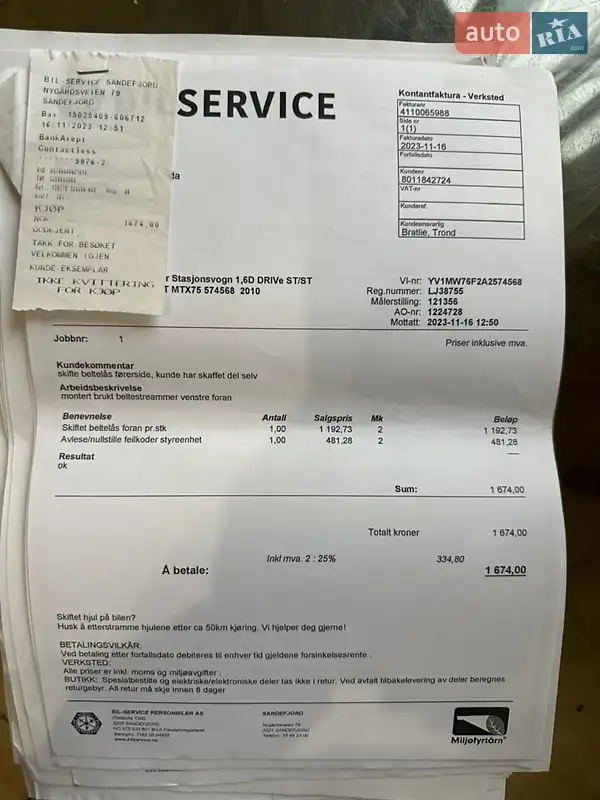 auto RIA .com
BIL-SERVICE SANDEFJORD
NYGÅRDSVEIEN 79
SANDEFJORD
Bax: 15025409-606712
16/11/2023 12:51
BankAxept
Contactless
9976-2
KJØP
NOK 1674,00
GODKJENT
TAKK FOR BESØKET
VELKOMMEN IGJEN
KUNDE-EKSEMPLAR
IKKE KVITTERING
FOR KJØP
SERVICE
da
Kontantfaktura - Verksted
Fakturanr
4110065988
Side nr
1(1)
Fakturadato
2023-11-16
Forfallsdato
Kundenr
8011842724
VAT-nr
Kunderef.
Kundeansvarlig
Bratlie, Trond
r Stasjonsvogn 1,6D DRIVe ST/ST
T MTX75 574568 2010
VI-nr: YV1MW76F2A2574568
Reg.nummer: LJ38755
Målerstilling: 121356
AO-nr: 1224728
Mottatt: 2023-11-16 12:50
Jobbnr: 1
Priser inklusive mva.
Kundekommentar
skifte beltelås førerside, kunde har skaffet del selv
Arbeidsbeskrivelse
montert brukt beltestreammer venstre foran
Benevnelse Antall Salgspris Mk Beløp
Skiftet beltelås foran pr.stk 1,00 1 192,73 2 1 192,73
Avlese/nullstille feilkoder styreenhet 1,00 481,28 2 481,28
Resultat ----
ok
Sum: 1 674,00
Totalt kroner 1 674,00
Inkl mva. 2 : 25% 334,80
Å betale: 1 674,00
Skiftet hjul på bilen?
Husk å etterstramme hjulene etter ca 50km kjøring. Vi hjelper deg gjerne!
BETALINGSVILKÅR:
Ved betaling etter forfallsdato debiteres til enhver tid gjeldene forsinkelsesrente .
VERKSTED:
Alle priser er inkl. moms og miljøavgifter .
BUTIKK: Spesialbestilte og elektriske/elektroniske deler tas ikke i retur. Ved avtalt tilbakelevering av deler beregnes
returgebyr. All retur må skje innen 8 dager
BIL-SERVICE PERSONBILER AS
SANDEFJORD
Nygårdsveien 79
3221 SANDEFJORD
www.bilservice.no
Miljøfyrtårn